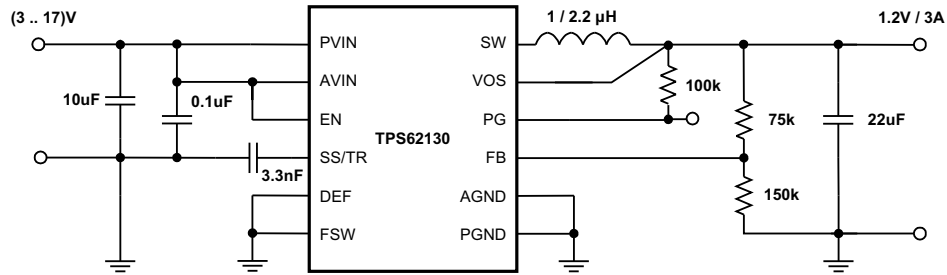 (3 .. 17)V
1 / 2.2 µH
1.2V / 3A
PVIN
SW
AVIN
VOS
10uF
0.1uF
100k
EN
PG
TPS62130
75k
22uF
SS/TR
FB
3.3nF
DEF
AGND
150k
FSW
PGND